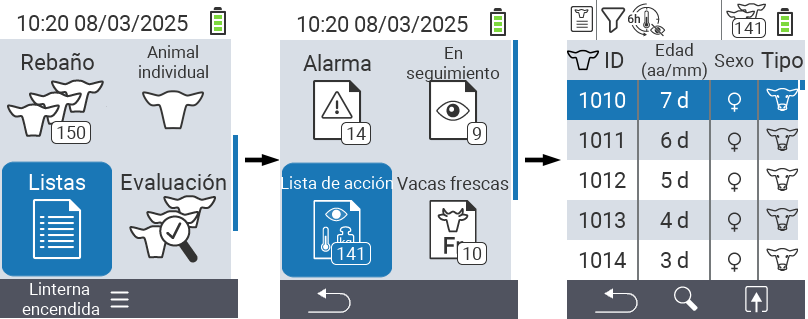 10:20 08/03/2025
Rebaño
150
Animal
individual
Listas
Evaluación
Linterna
encendida
10:20 08/03/2025
Alarma
14
En
seguimiento
9
Lista de acción
141
Vacas frescas
Fr
10
6h
141
ID
Edad
(aa/mm)
Sexo
Tipo
1010 7 d ♀
1011 6 d ♀
1012 5 d ♀
1013 4 d ♀
1014 3 d ♀